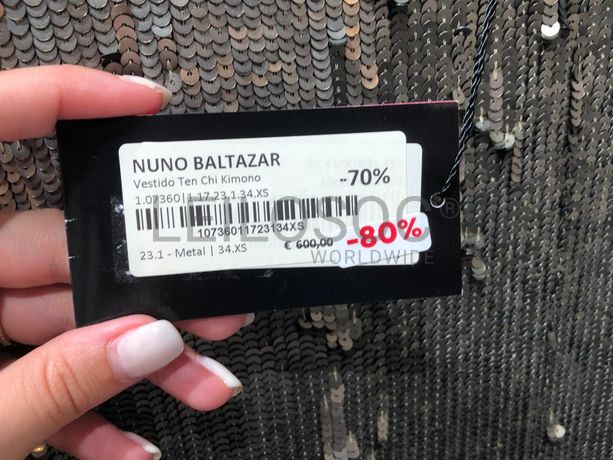 NUNO BALTAZAR
Vestido Ten Chi Kimono
-70%
1.07360|1.17.23.1.34.XS
10736011723134XS
€ 600,00
-80%
23.1 - Metal | 34.XS
LEILOSOC®
WORLDWIDE